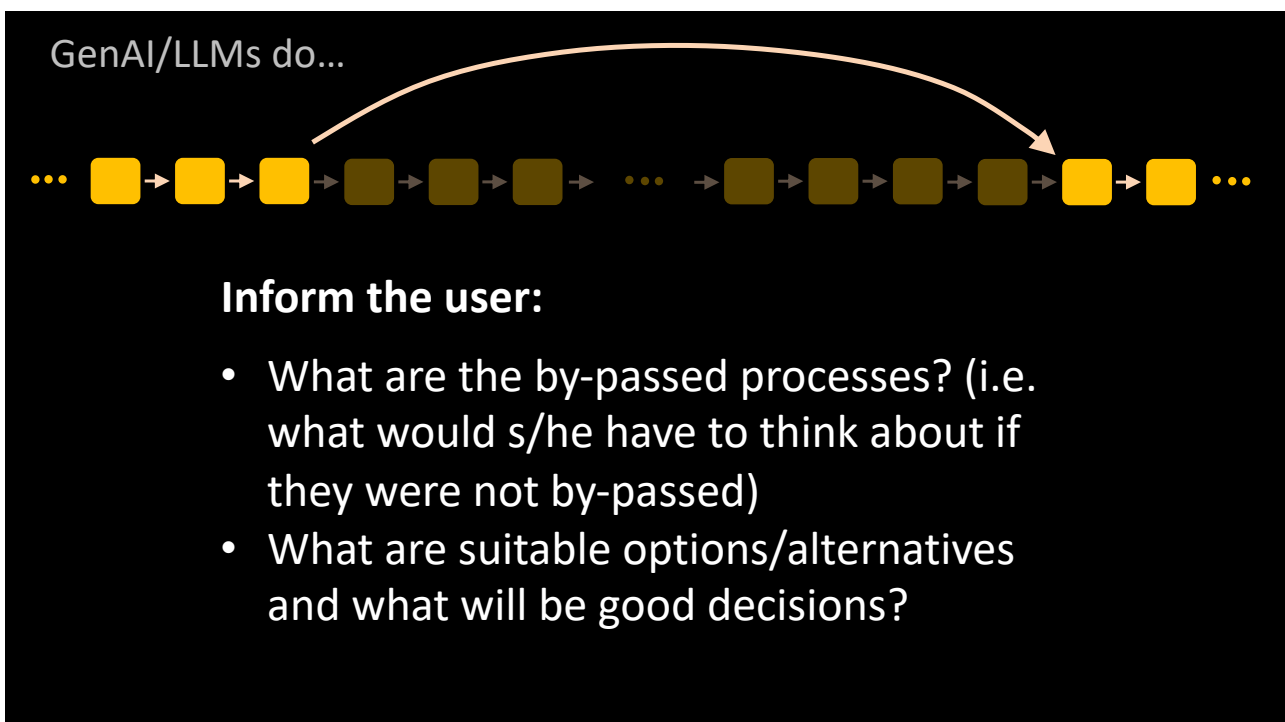 GenAI/LLMs do…
Inform the user:
• What are the by-passed processes? (i.e.
what would s/he have to think about if
they were not by-passed)
• What are suitable options/alternatives
and what will be good decisions?